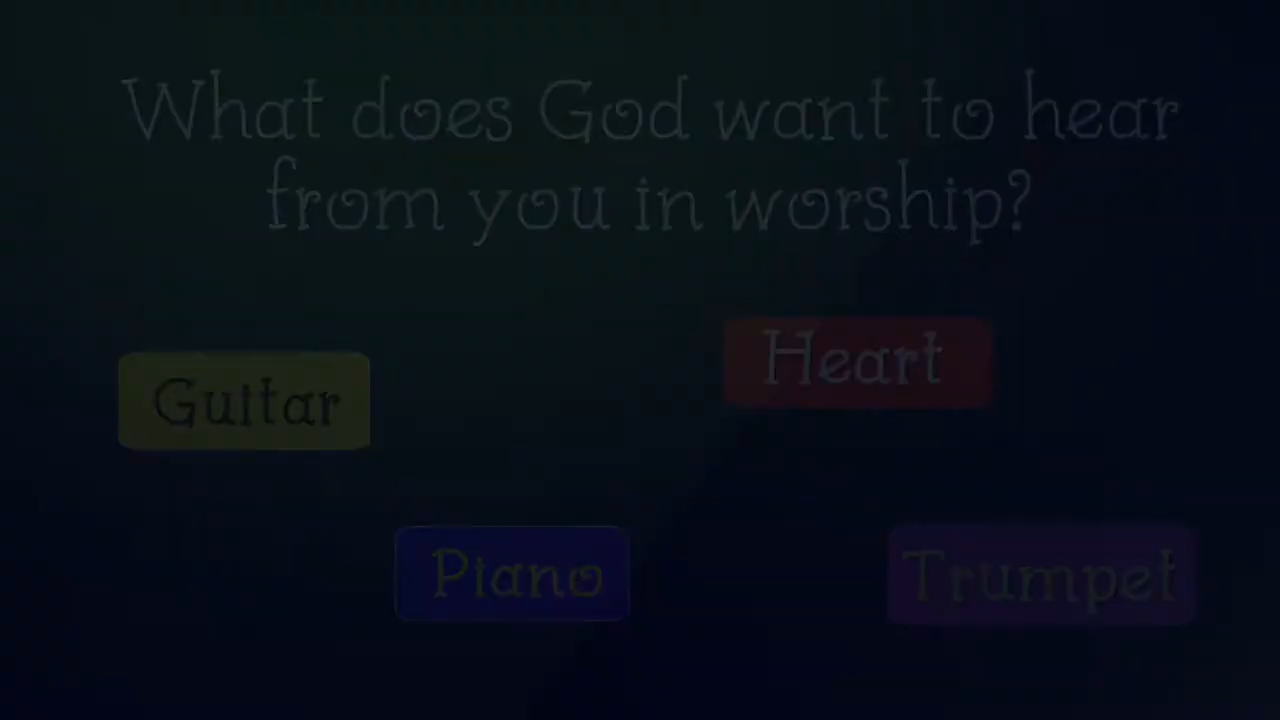 What does God want to hear
from you in worship?
Heart
Guitar
Piano
Trumpet